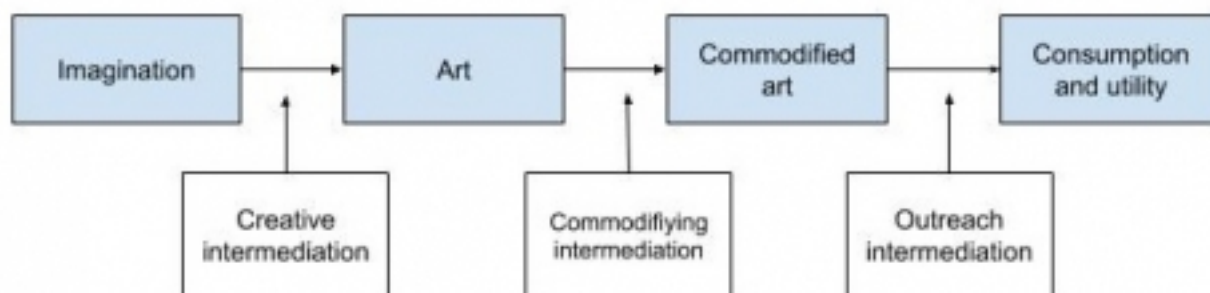 Imagination
Art
Commodified
art
Consumption
and utility
Creative
intermediation
Commodifiying
intermediation
Outreach
intermediation